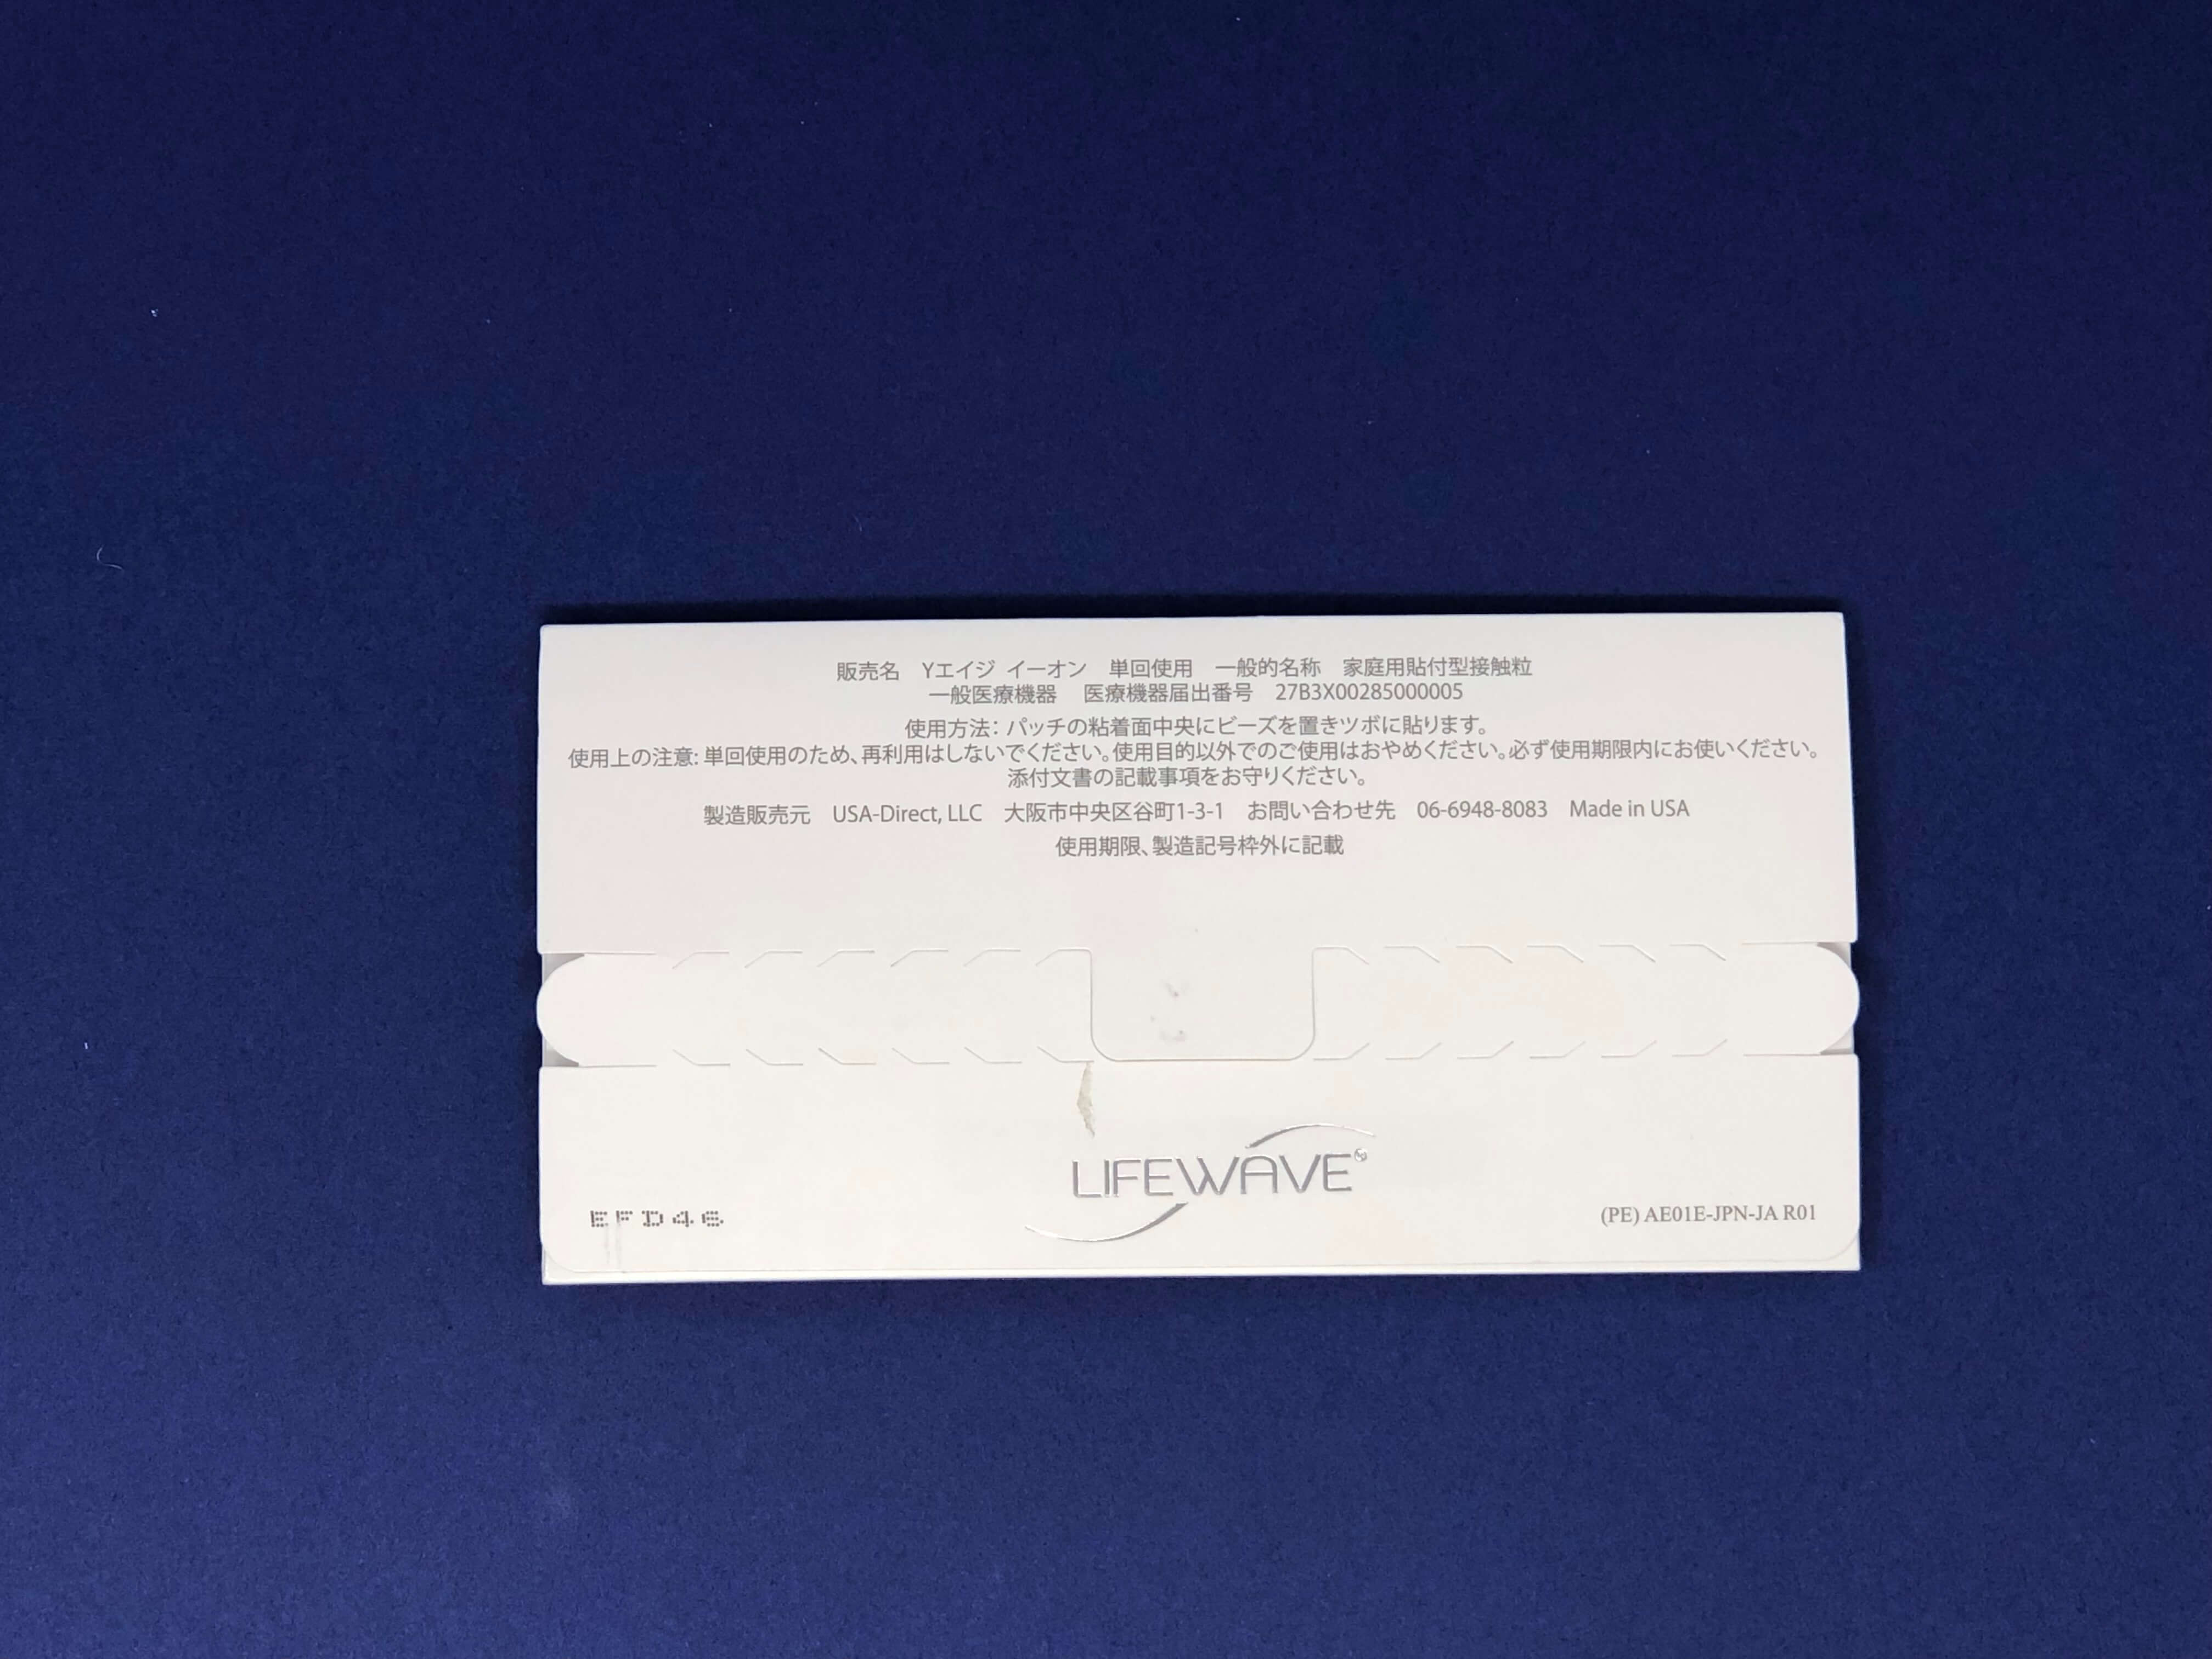 販売名 Yエイジ イーオン 単回使用 一般的名称 家庭用貼付型接触粒
一般医療機器 医療機器届出番号 27B3X00285000005
使用方法：パッチの粘着面中央にビーズを置きツボに貼ります。
使用上の注意:単回使用のため、再利用はしないでください。使用目的以外でのご使用はおやめください。必ず使用期限内にお使いください。
添付文書の記載事項をお守りください。
製造販売元 USA-Direct, LLC 大阪市中央区谷町1-3-1 お問い合わせ先 06-6948-8083 Made in USA
使用期限、製造記号枠外に記載
LIFEWAVE®
EFD46
(PE) AE01E-JPN-JA R01